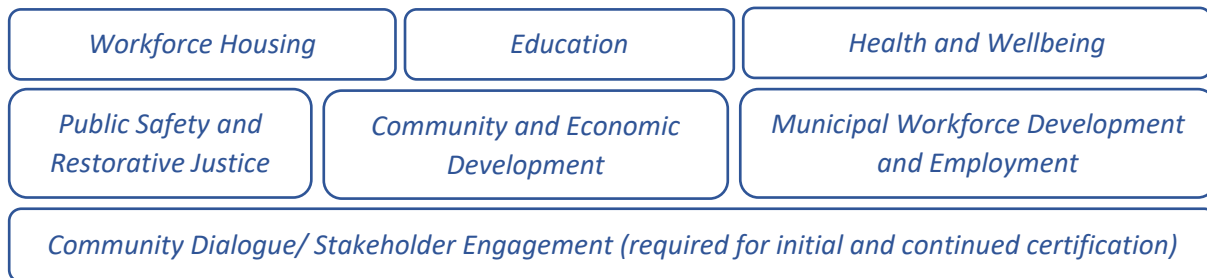 Workforce Housing
Education
Health and Wellbeing
Public Safety and
Restorative Justice
Community and Economic
Development
Municipal Workforce Development
and Employment
Community Dialogue/ Stakeholder Engagement (required for initial and continued certification)